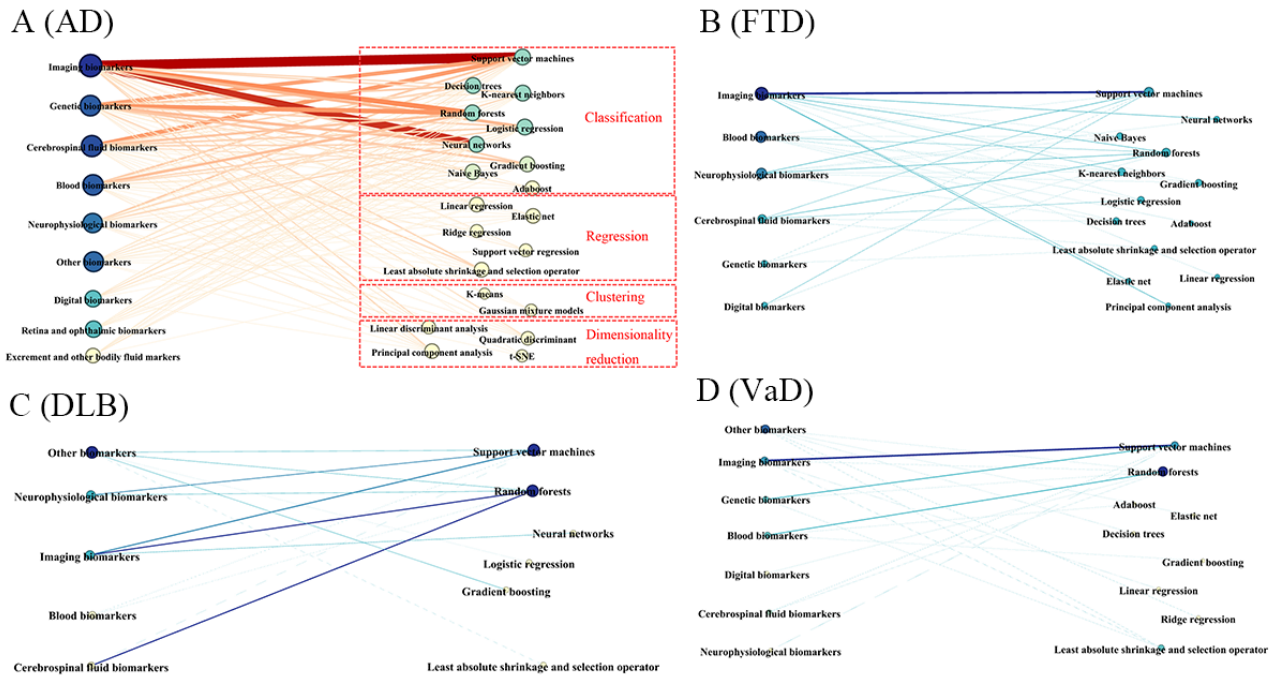 A (AD)
Imaging biomarkers
Genetic biomarkers
Cerebrospinal fluid biomarkers
Blood biomarkers
Neurophysiological biomarkers
Other biomarkers
Digital biomarkers
Retina and ophthalmic biomarkers
Excrement and other bodily fluid markers
Support vector machines
Decision trees
K-nearest neighbors
Random forests
Logistic regression
Neural networks
Gradient boosting
Naive Bayes
Adaboost
Classification
Linear regression
Elastic net
Ridge regression
Support vector regression
Least absolute shrinkage and selection operator
Regression
K-means
Gaussian mixture models
Clustering
Linear discriminant analysis
Quadratic discriminant
Principal component analysis
t-SNE
Dimensionality
reduction
B (FTD)
Imaging biomarkers
Blood biomarkers
Neurophysiological biomarkers
Cerebrospinal fluid biomarkers
Genetic biomarkers
Digital biomarkers
Support vector machines
Neural networks
Naive Bayes
Random forests
K-nearest neighbors
Gradient boosting
Logistic regression
Decision trees
Adaboost
Least absolute shrinkage and selection operator
Elastic net
Linear regression
Principal component analysis
C (DLB)
Other biomarkers
Neurophysiological biomarkers
Imaging biomarkers
Blood biomarkers
Cerebrospinal fluid biomarkers
Support vector machines
Random forests
Neural networks
Logistic regression
Gradient boosting
Least absolute shrinkage and selection operator
D (VaD)
Other biomarkers
Imaging biomarkers
Genetic biomarkers
Blood biomarkers
Digital biomarkers
Cerebrospinal fluid biomarkers
Neurophysiological biomarkers
Support vector machines
Random forests
Adaboost
Elastic net
Decision trees
Gradient boosting
Linear regression
Ridge regression
Least absolute shrinkage and selection operator